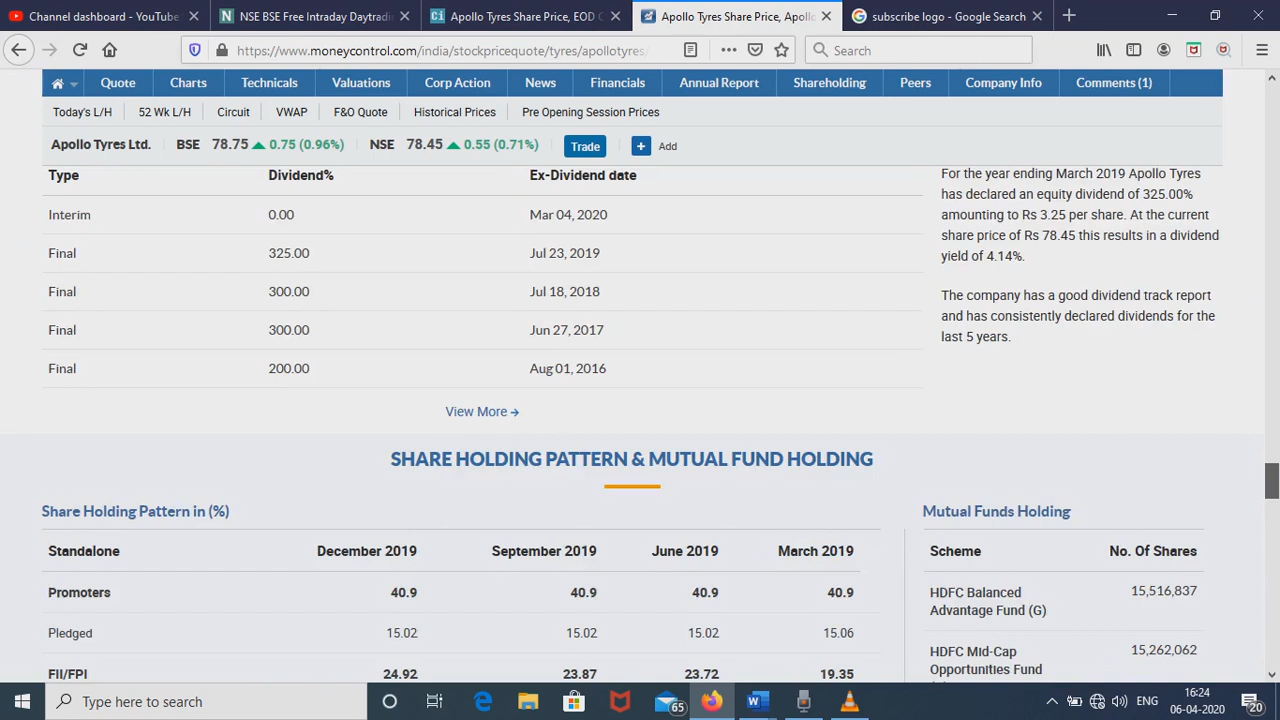 Channel dashboard - YouTube
NSE BSE Free Intraday Daytradin
Apollo Tyres Share Price, EOD C
Apollo Tyres Share Price, Apollo
subscribe logo - Google Search
https://www.moneycontrol.com/india/stockpricequote/tyres/apollotyres/
Search
Quote Charts Technicals Valuations Corp Action News Financials Annual Report Shareholding Peers Company Info Comments (1)
Today's L/H 52 Wk L/H Circuit VWAP F&O Quote Historical Prices Pre Opening Session Prices
Apollo Tyres Ltd. BSE 78.75 0.75 (0.96%) NSE 78.45 0.55 (0.71%) Trade + Add
Type Dividend% Ex-Dividend date
Interim 0.00 Mar 04, 2020
Final 325.00 Jul 23, 2019
Final 300.00 Jul 18, 2018
Final 300.00 Jun 27, 2017
Final 200.00 Aug 01, 2016
View More →
For the year ending March 2019 Apollo Tyres
has declared an equity dividend of 325.00%
amounting to Rs 3.25 per share. At the current
share price of Rs 78.45 this results in a dividend
yield of 4.14%.
The company has a good dividend track report
and has consistently declared dividends for the
last 5 years.
SHARE HOLDING PATTERN & MUTUAL FUND HOLDING
Share Holding Pattern in (%)
Standalone December 2019 September 2019 June 2019 March 2019
Promoters 40.9 40.9 40.9 40.9
Pledged 15.02 15.02 15.02 15.06
FII/FPI 24.92 23.87 23.72 19.35
Mutual Funds Holding
Scheme No. Of Shares
HDFC Balanced 15,516,837
Advantage Fund (G)
HDFC Mid-Cap 15,262,062
Opportunities Fund
Type here to search
65
ENG
16:24
06-04-2020
20